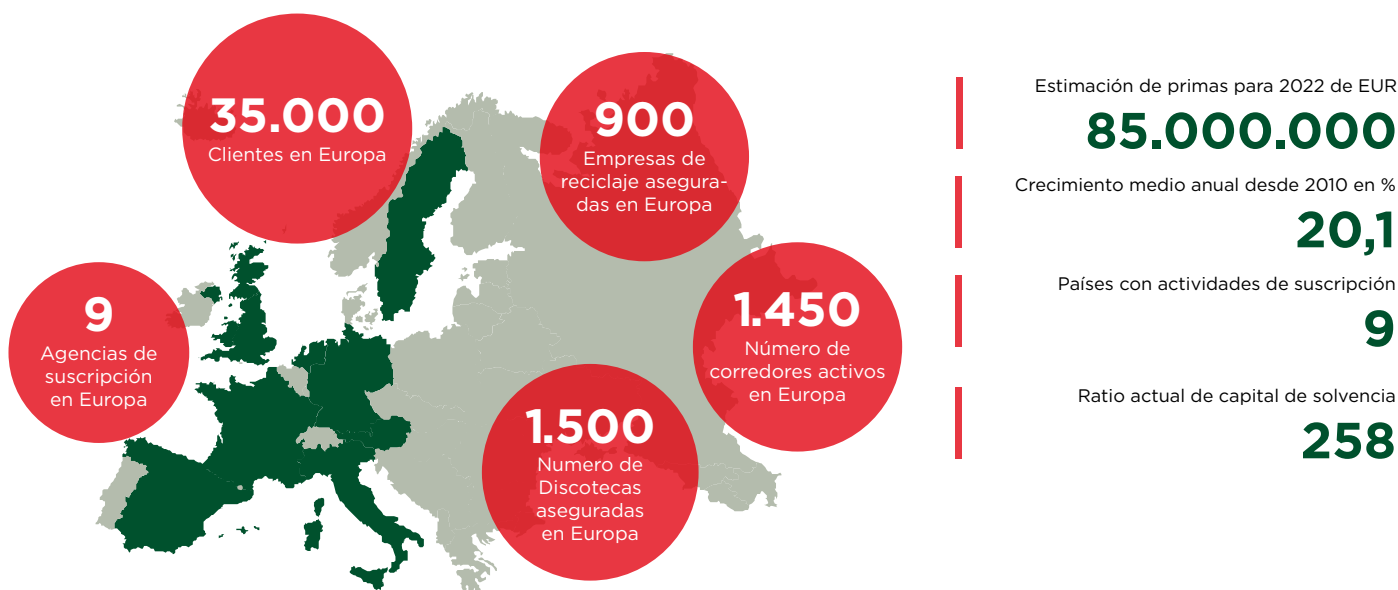 35.000
Clientes en Europa
900
Empresas de
reciclaje asegura-
das en Europa
9
Agencias de
suscripción
en Europa
1.450
Número de
corredores activos
en Europa
1.500
Numero de
Discotecas
aseguradas
en Europa
Estimación de primas para 2022 de EUR
85.000.000
Crecimiento medio anual desde 2010 en %
20,1
Países con actividades de suscripción
9
Ratio actual de capital de solvencia
258